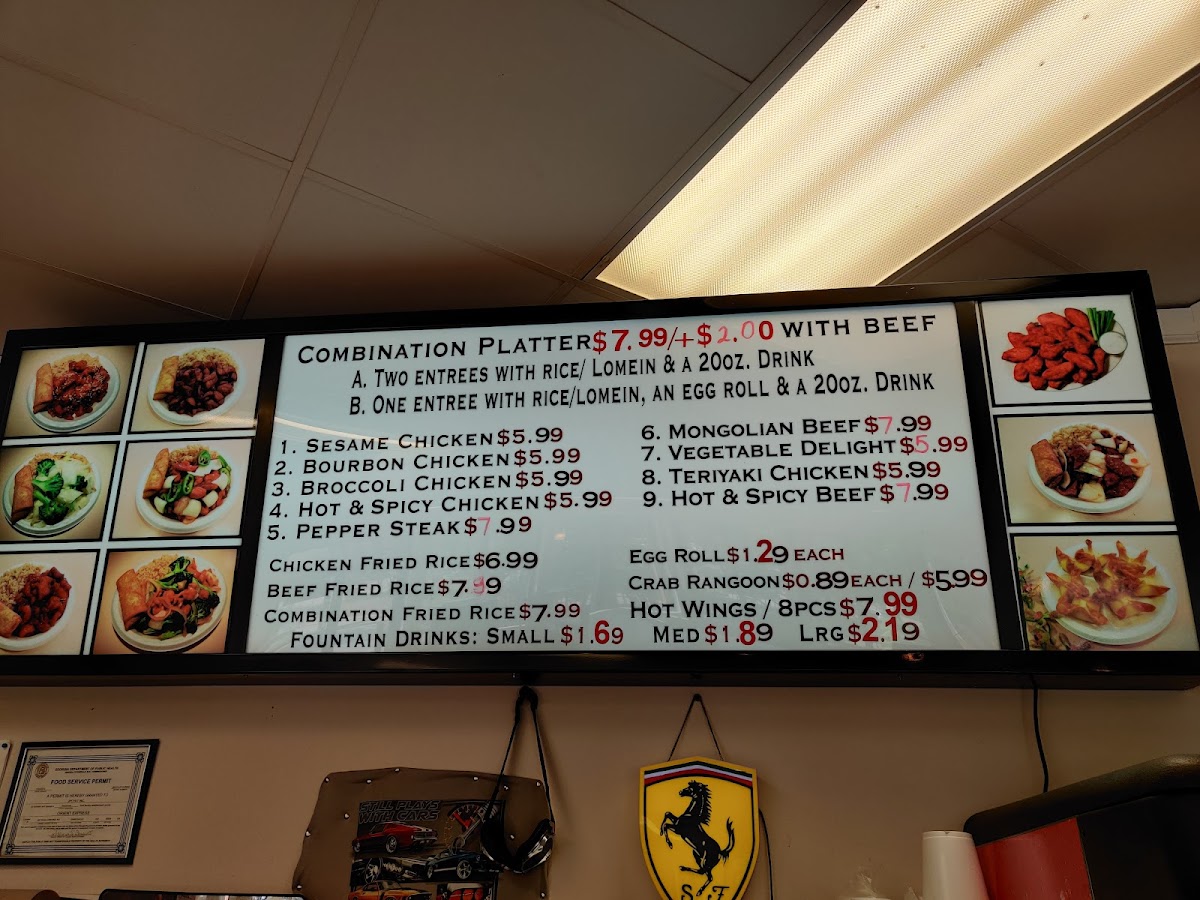 COMBINATION PLATTER $7.99/+$2.00 WITH BEEF
A. TWO ENTREES WITH RICE/ LOMEIN & A 20OZ. DRINK
B. ONE ENTREE WITH RICE/LOMEIN, AN EGG ROLL & A 20OZ. DRINK
1. SESAME CHICKEN $5.99
2. BOURBON CHICKEN $5.99
3. BROCCOLI CHICKEN $5.99
4. HOT & SPICY CHICKEN $5.99
5. PEPPER STEAK $7.99
6. MONGOLIAN BEEF $7.99
7. VEGETABLE DELIGHT $5.99
8. TERIYAKI CHICKEN $5.99
9. HOT & SPICY BEEF $7.99
CHICKEN FRIED RICE $6.99
BEEF FRIED RICE $7.99
COMBINATION FRIED RICE $7.99
EGG ROLL $1.29 EACH
CRAB RANGOON $0.89 EACH / $5.99
HOT WINGS / 8PCS $7.99
FOUNTAIN DRINKS: SMALL $1.69 MED $1.89 LRG $2.19
FOOD SERVICE PERMIT
STILL PLAYS
WITH CARS
S F